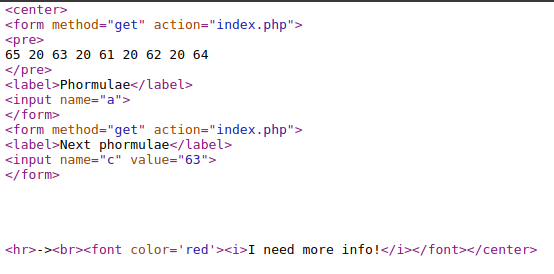 <center>
<form method="get" action="index.php">
<pre>
65 20 63 20 61 20 62 20 64
</pre>
<label>Phormulae</label>
<input name="a">
</form>
<form method="get" action="index.php">
<label>Next phormulae</label>
<input name="c" value="63">
</form>
<hr>-><br><font color='red'><i>I need more info!</i></font></center>